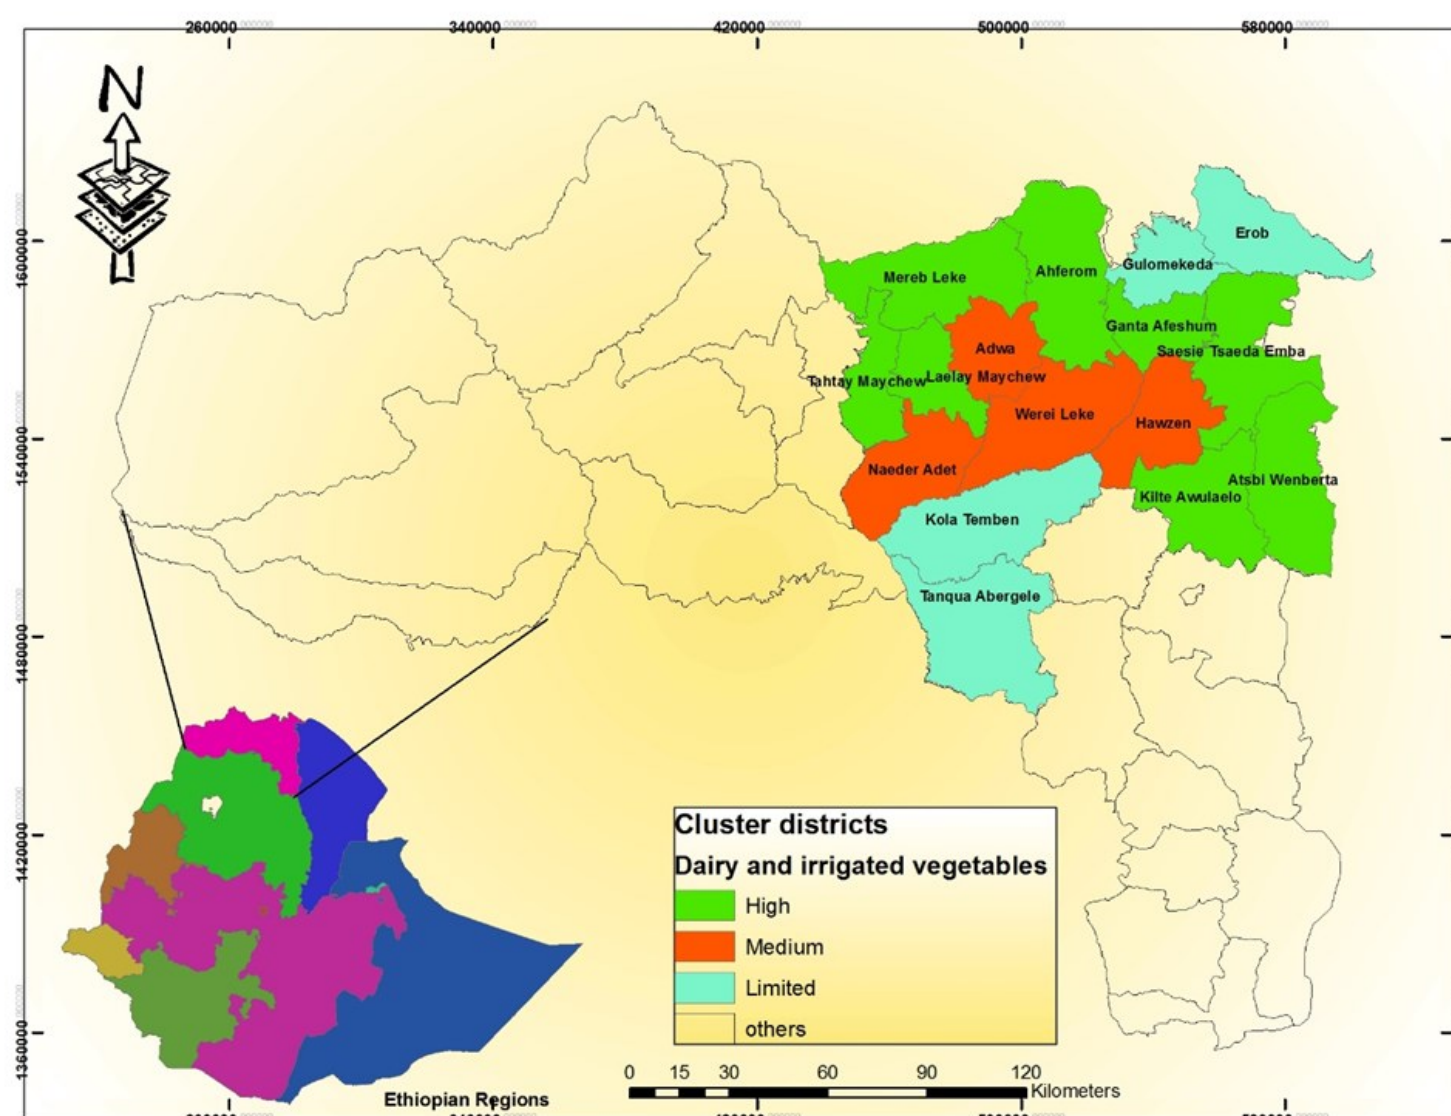 260000 340000 420000 500000 580000
N
1600000
1540000
1480000
1420000
1360000
Erob
Gulomekeda
Ahferom
Mereb Leke
Ganta Afeshum
Adwa
Saesie Tsaeda Emba
Tahtay Maychew
Laelay Maychew
Werei Leke
Hawzen
Naeder Adet
Atsbi Wenberta
Kilte Awulaelo
Kola Temben
Tanqua Abergele
Cluster districts
Dairy and irrigated vegetables
High
Medium
Limited
others
0 15 30 60 90 120
Kilometers
Ethiopian Regions